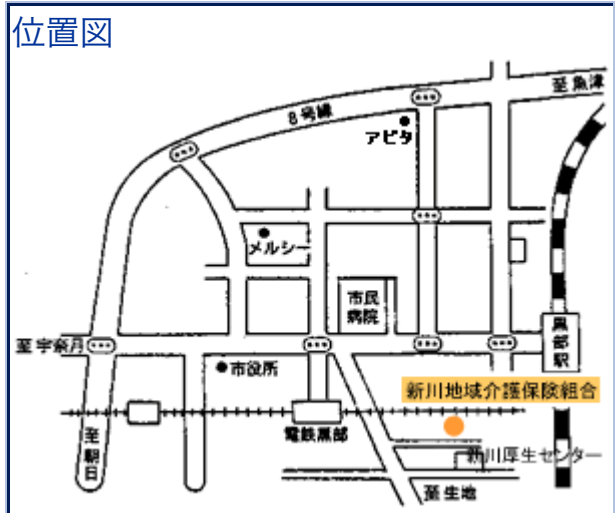 位置図
至魚津
8号線
アピタ
メルシー
市民
病院
黒部駅
至宇奈月
市役所
新川地域介護保険組合
電鉄黒部
至朝日
新川厚生センター
至生地